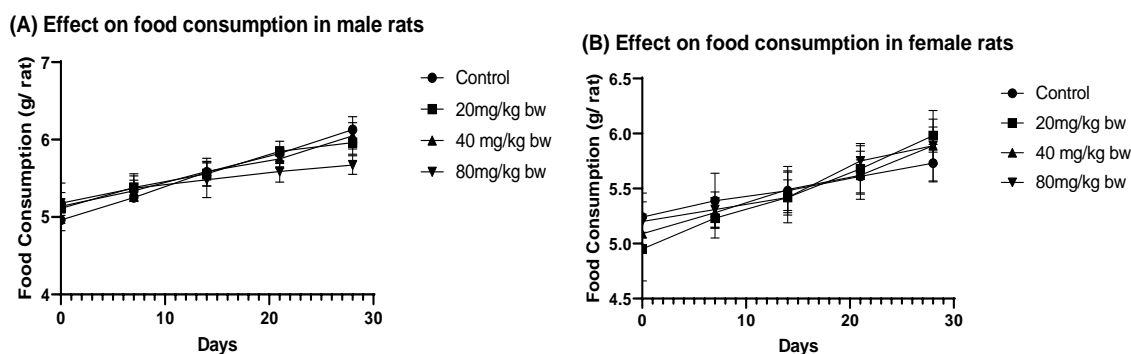 (A) Effect on food consumption in male rats
Food Consumption (g/ rat)
7
6
5
4
0
10
20
30
Days
Control
20mg/kg bw
40 mg/kg bw
80mg/kg bw
(B) Effect on food consumption in female rats
Food Consumption (g/ rat)
6.5
6.0
5.5
5.0
4.5
0
10
20
30
Days
Control
20mg/kg bw
40 mg/kg bw
80mg/kg bw